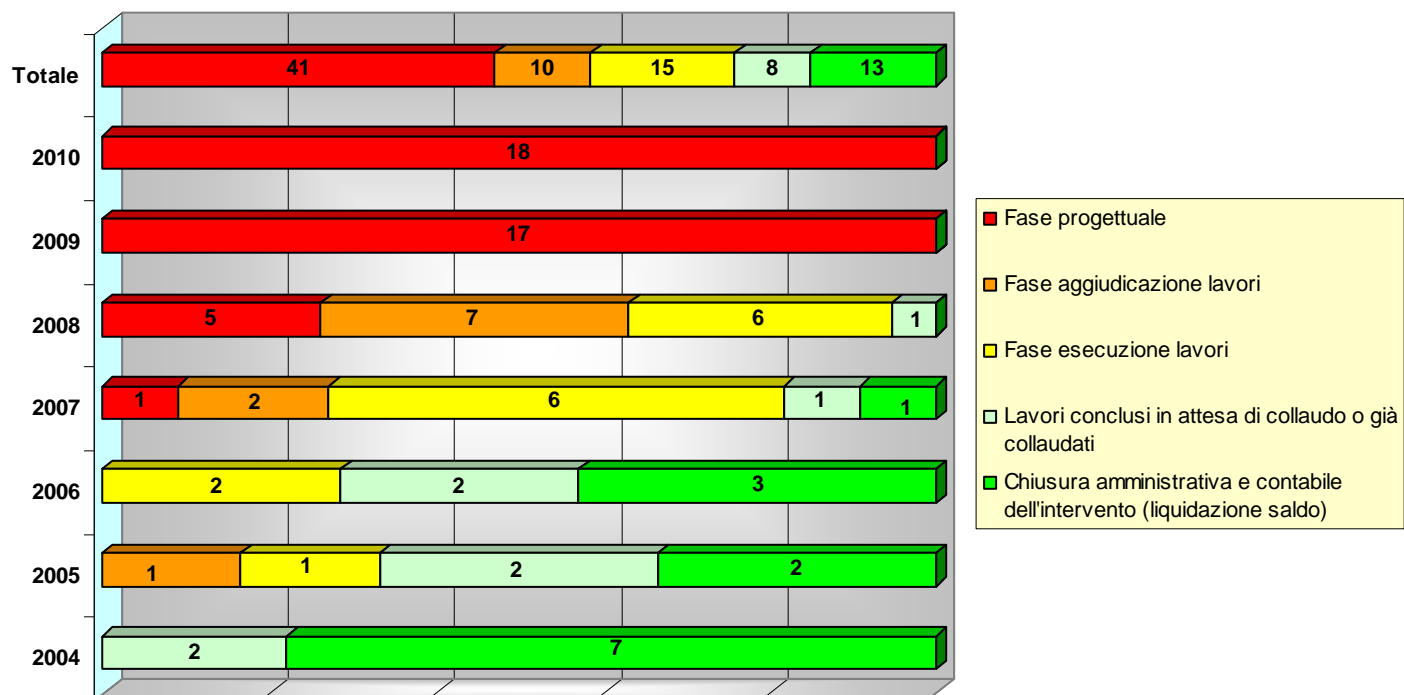 Totale 41 10 15 8 13
2010 18
2009 17
2008 5 7 6 1
2007 1 2 6 1 1
2006 2 2 3
2005 1 1 2 2
2004 2 7
Fase progettuale
Fase aggiudicazione lavori
Fase esecuzione lavori
Lavori conclusi in attesa di collaudo o già
collaudati
Chiusura amministrativa e contabile
dell'intervento (liquidazione saldo)